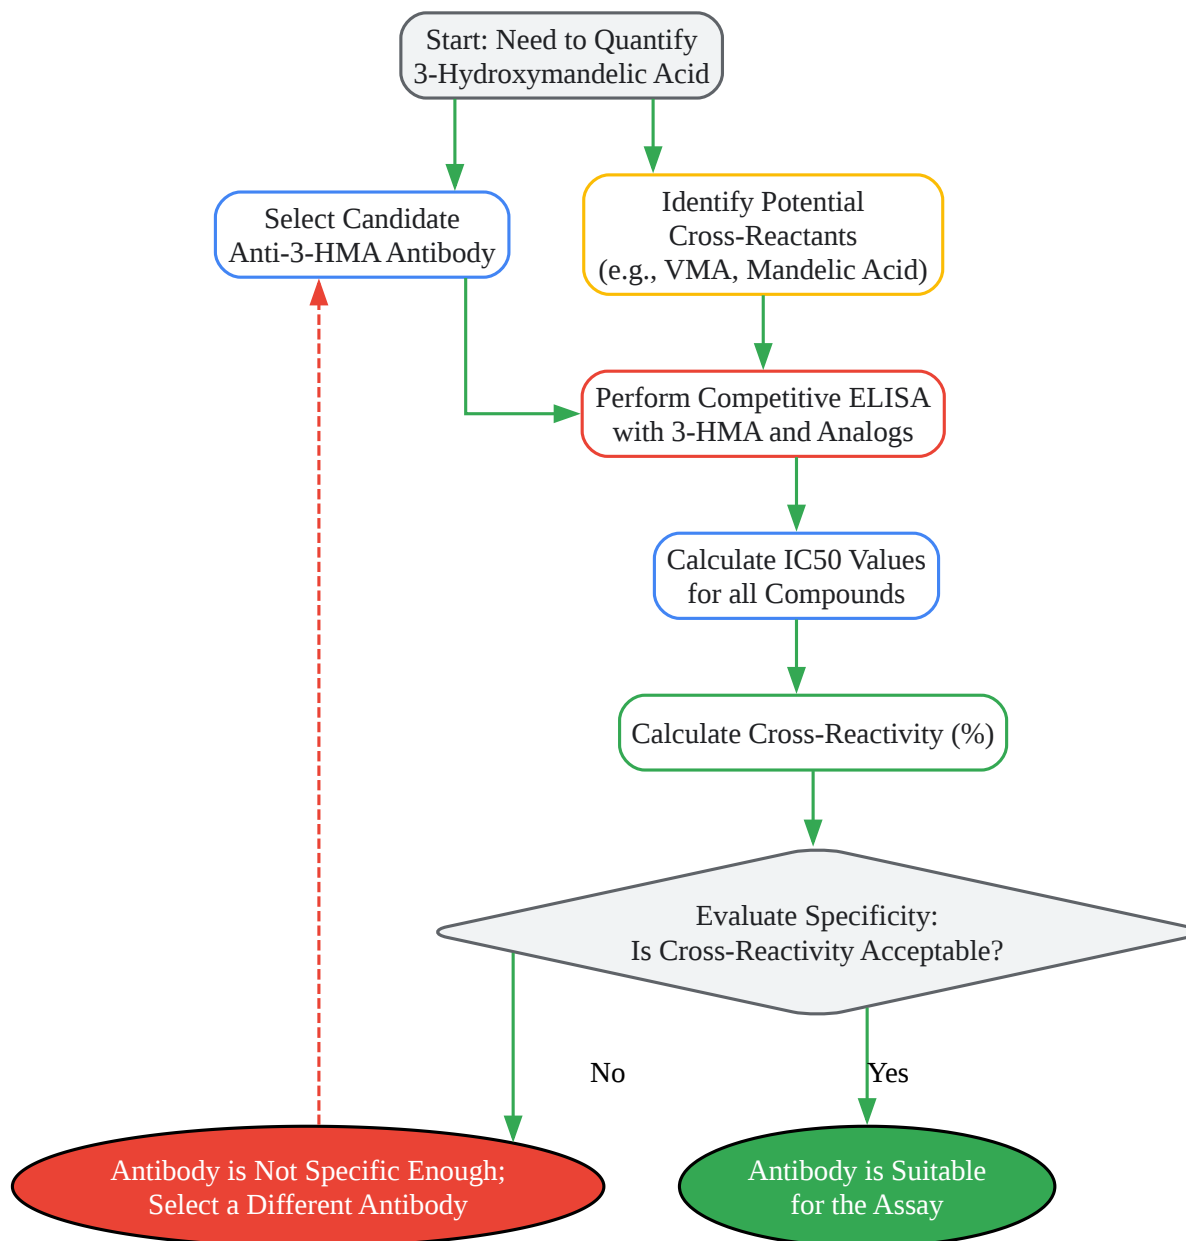 Start: Need to Quantify
3-Hydroxymandelic Acid
Select Candidate
Anti-3-HMA Antibody
Identify Potential
Cross-Reactants
(e.g., VMA, Mandelic Acid)
Perform Competitive ELISA
with 3-HMA and Analogs
Calculate IC50 Values
for all Compounds
Calculate Cross-Reactivity (%)
Evaluate Specificity:
Is Cross-Reactivity Acceptable?
No
Yes
Antibody is Not Specific Enough;
Select a Different Antibody
Antibody is Suitable
for the Assay